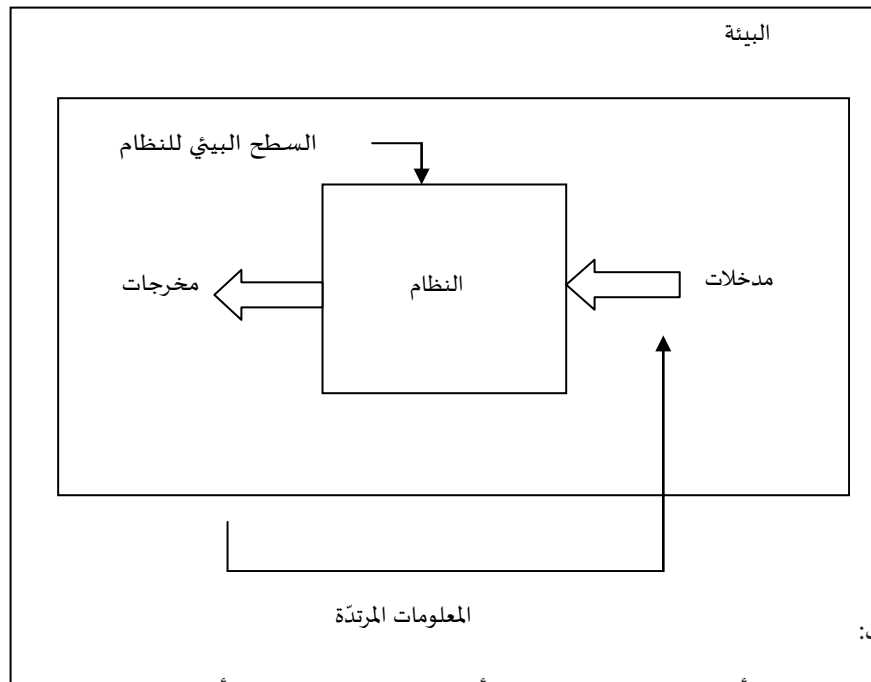 البيئة
السطح البيئي للنظام
مدخلات
النظام
مخرجات
المعلومات المرتدّة